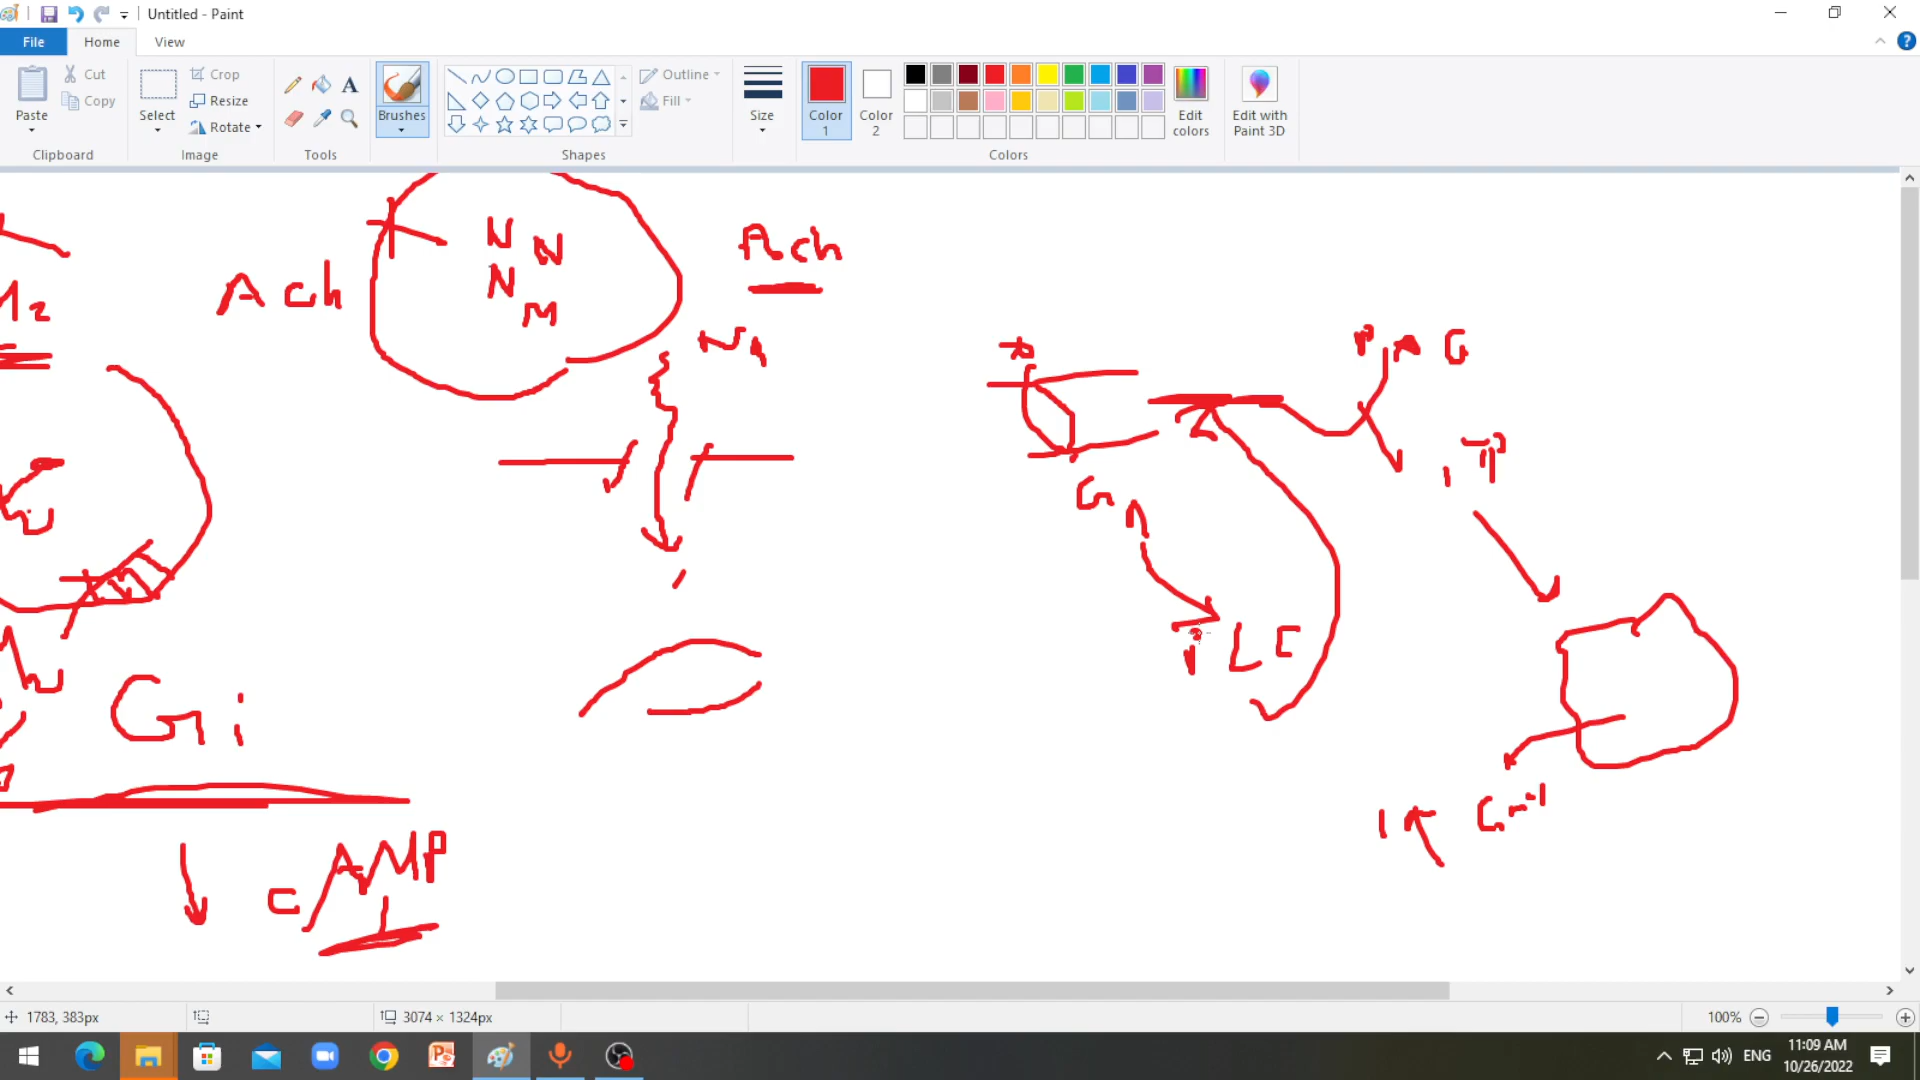 Untitled - Paint
File
Home
View
Paste
Cut
Copy
Clipboard
Select
Crop
Resize
Rotate
Image
Tools
Brushes
Outline
Fill
Shapes
Size
Color 1
Color 2
Edit colors
Edit with Paint 3D
Colors
N N
N
M
Ach
Ach
M2
G
Gi
cAMP
1783, 383px
3074 × 1324px
100%
ENG
11:09 AM
10/26/2022